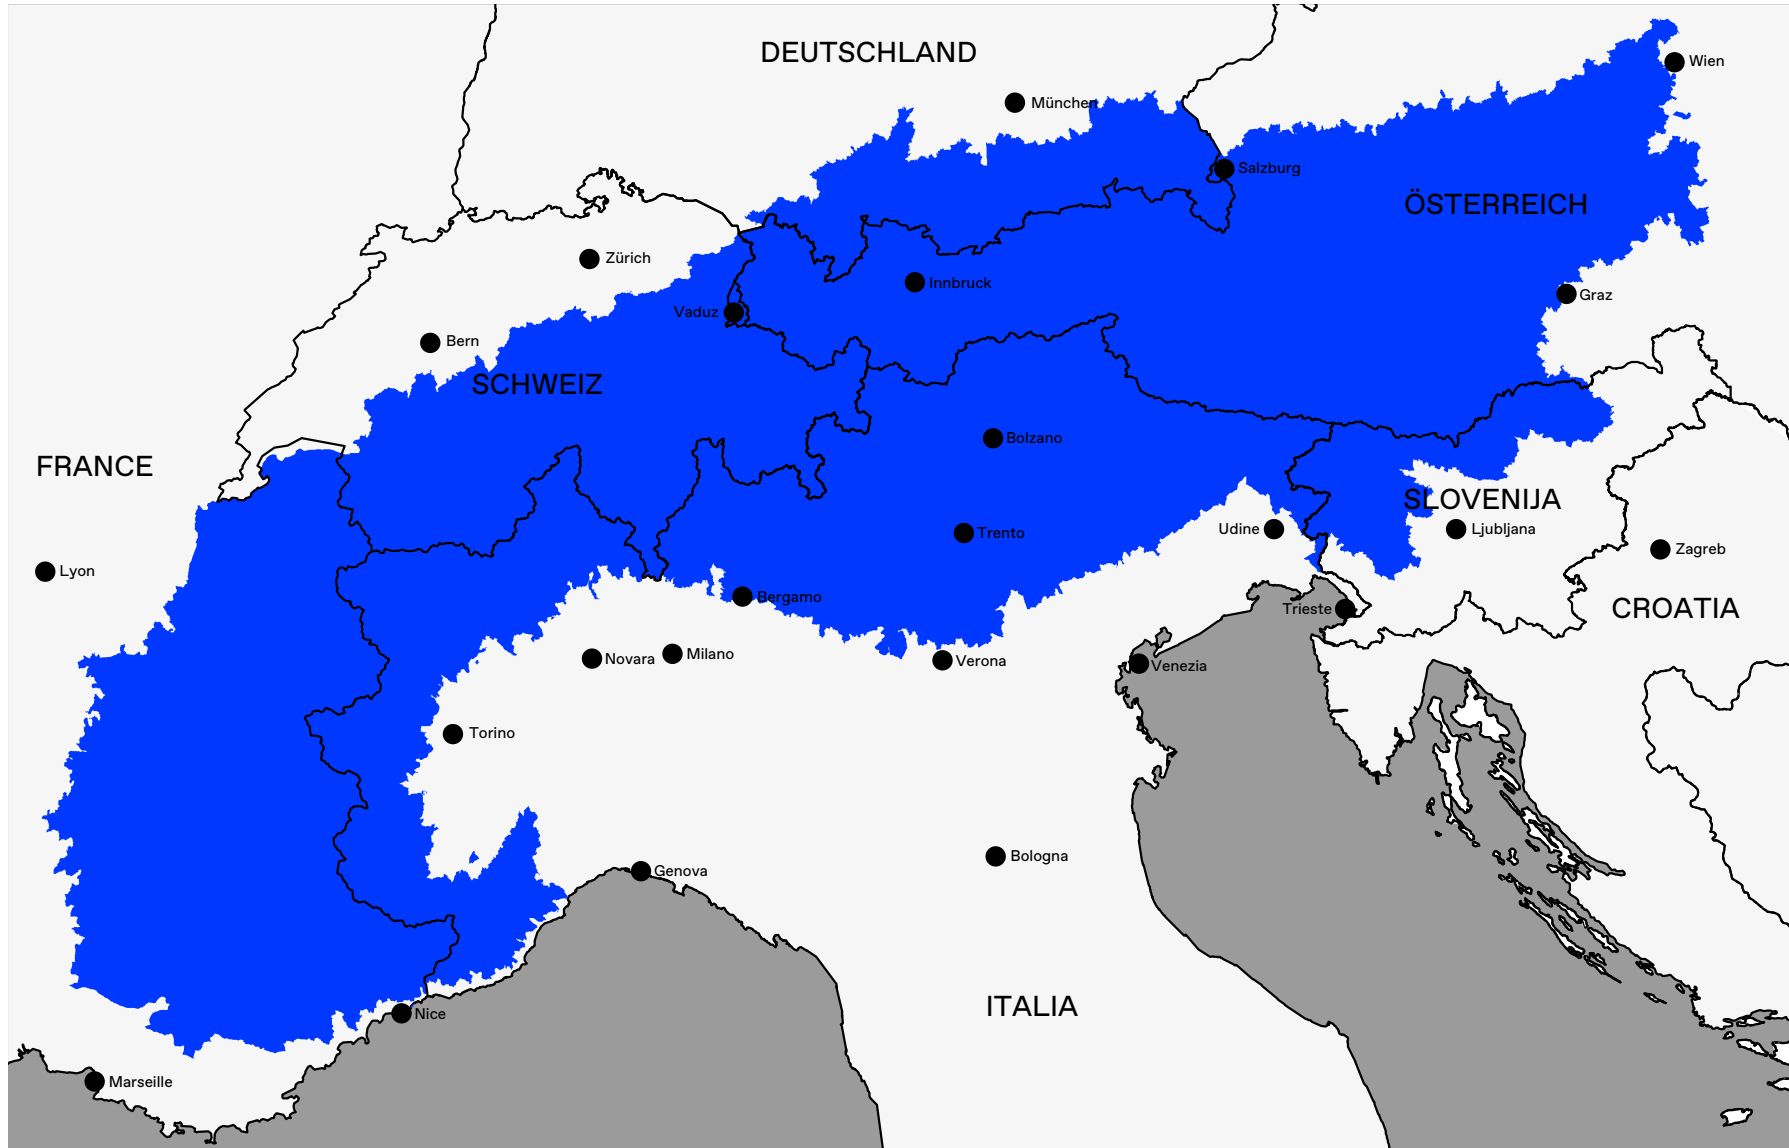 DEUTSCHLAND
Wien
München
Salzburg
ÖSTERREICH
Zürich
Innbruck
Graz
Vaduz
Bern
SCHWEIZ
Bolzano
FRANCE
SLOVENIJA
Trento
Udine
Ljubljana
Zagreb
Lyon
Bergamo
Trieste
CROATIA
Novara
Milano
Verona
Venezia
Torino
Bologna
Genova
ITALIA
Nice
Marseille